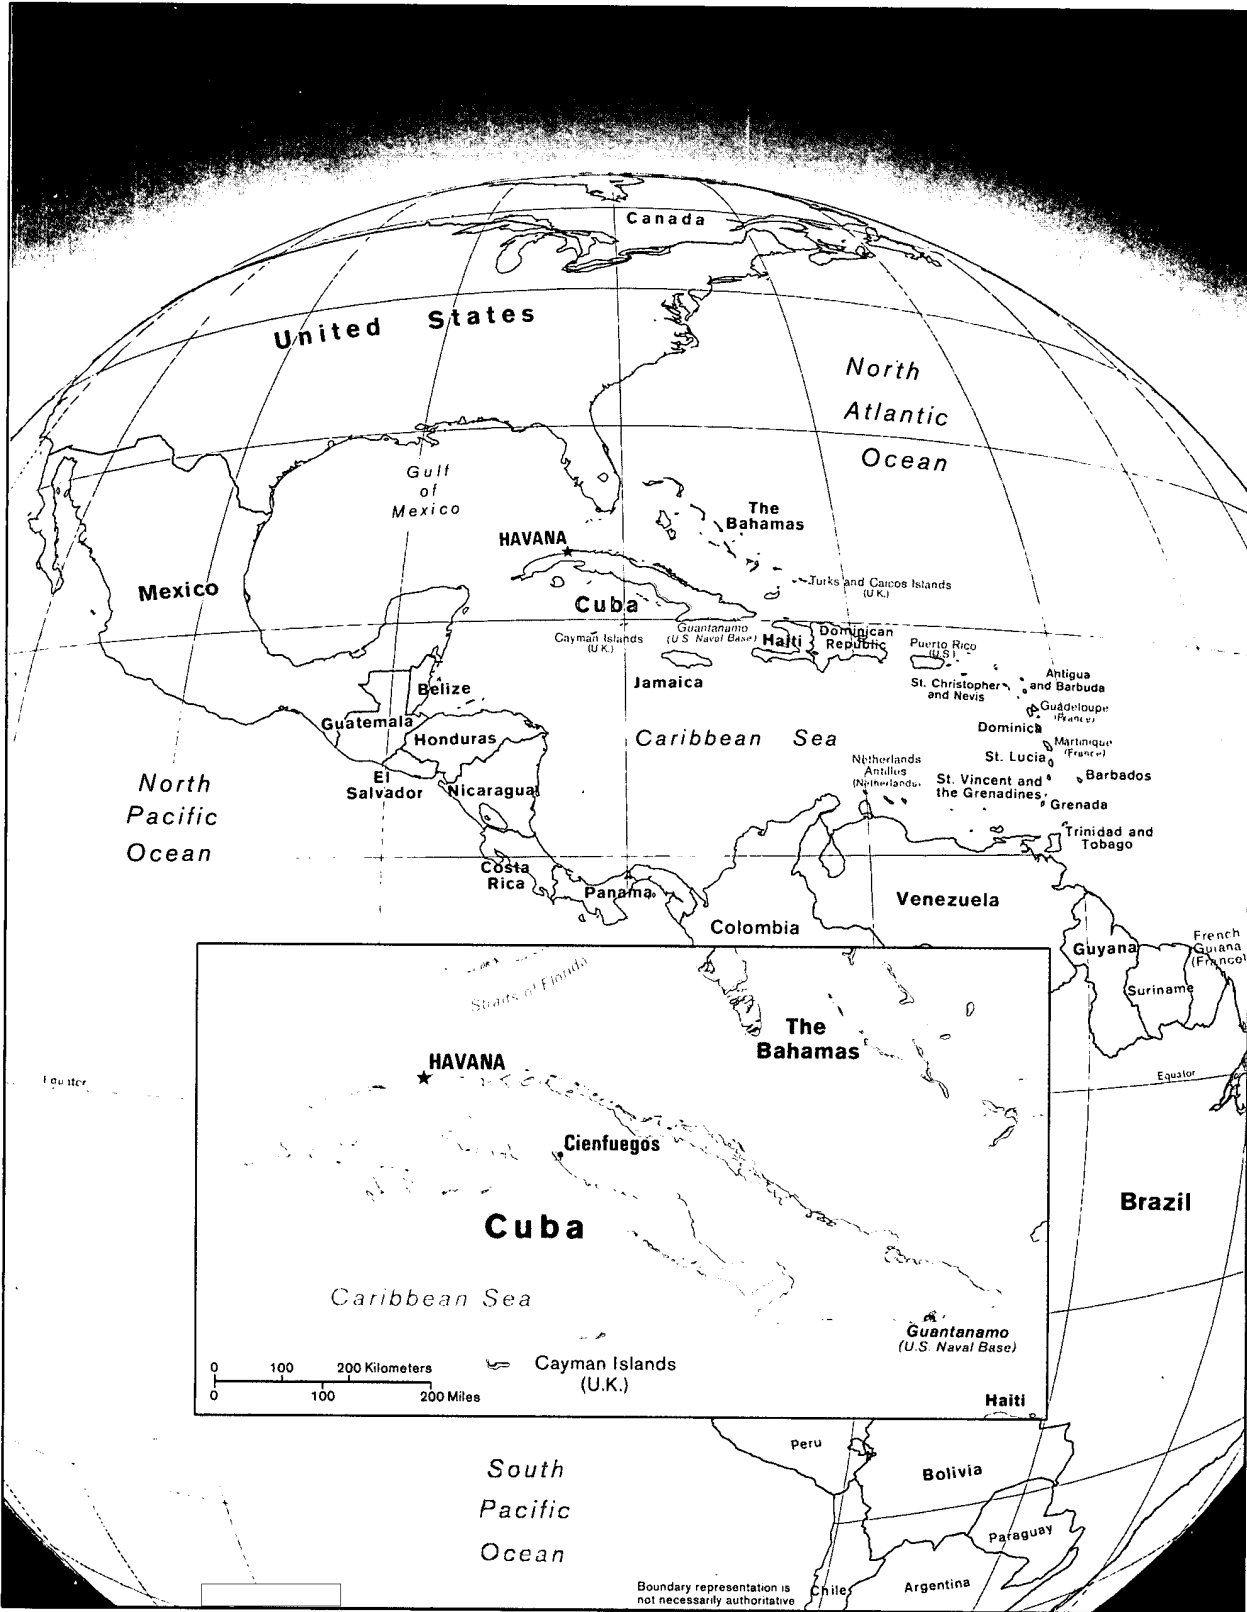 Canada
United States
North
Atlantic
Ocean
Gulf
of
Mexico
The
Bahamas
HAVANA
Turks and Caicos Islands
(U.K.)
Mexico
Cuba
Cayman Islands
(U.K.)
Guantanamo
(U.S. Naval Base)
Haiti
Dominican
Republic
Puerto Rico
(U.S.)
Jamaica
St. Christopher
and Nevis
Antigua
and Barbuda
Belize
Guadeloupe
(France)
Guatemala
Dominica
Honduras
Caribbean Sea
Martinique
(France)
St. Lucia
Netherlands
Antilles
(Netherlands)
El
Salvador
Nicaragua
St. Vincent and
the Grenadines
Barbados
Grenada
North
Pacific
Ocean
Trinidad and
Tobago
Costa
Rica
Panama
Venezuela
Colombia
Guyana
French
Guiana
(France)
Suriname
Straits of Florida
The
Bahamas
HAVANA
Equator
Equator
Cienfuegos
Cuba
Brazil
Caribbean Sea
Guantanamo
(U.S. Naval Base)
Cayman Islands
(U.K.)
0 100 200 Kilometers
0 100 200 Miles
Haiti
Peru
Bolivia
South
Pacific
Ocean
Paraguay
Boundary representation is
not necessarily authoritative
Chile
Argentina